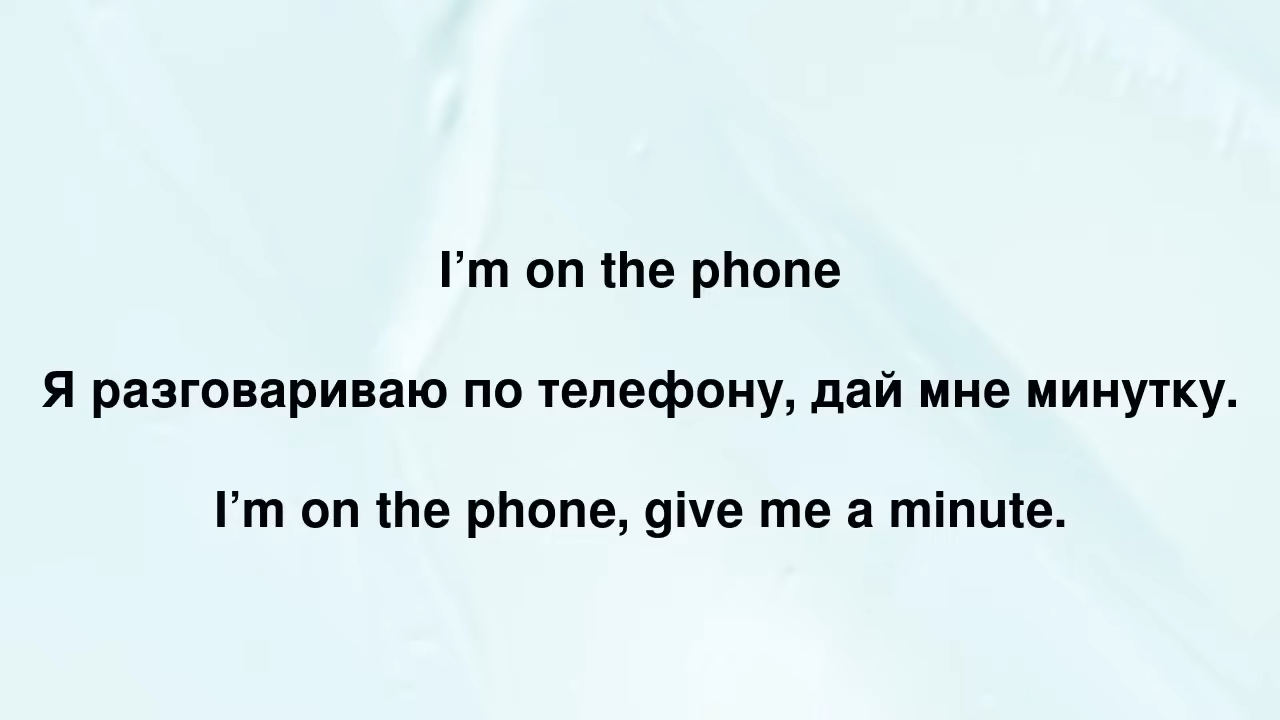 I’m on the phone
Я разговариваю по телефону, дай мне минутку.
I’m on the phone, give me a minute.